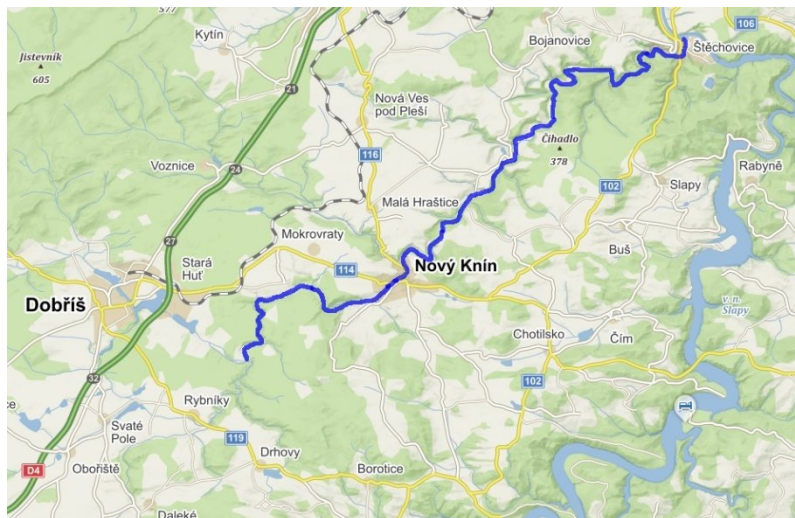 577
Kytín
Jistevník
605
21
Nová Ves
pod Pleší
Bojanovice
106
Štěchovice
Voznice
24
116
Čihadlo
378
102
Slapy
Rabyně
Malá Hraštice
27
Stará
Huť
Mokrovraty
114
Nový Knín
Buš
Dobříš
v. n.
Slapy
Chotilsko
Čím
32
Rybníky
102
Svaté
Pole
119
D4
Obořiště
Drhovy
Borotice
Daleké